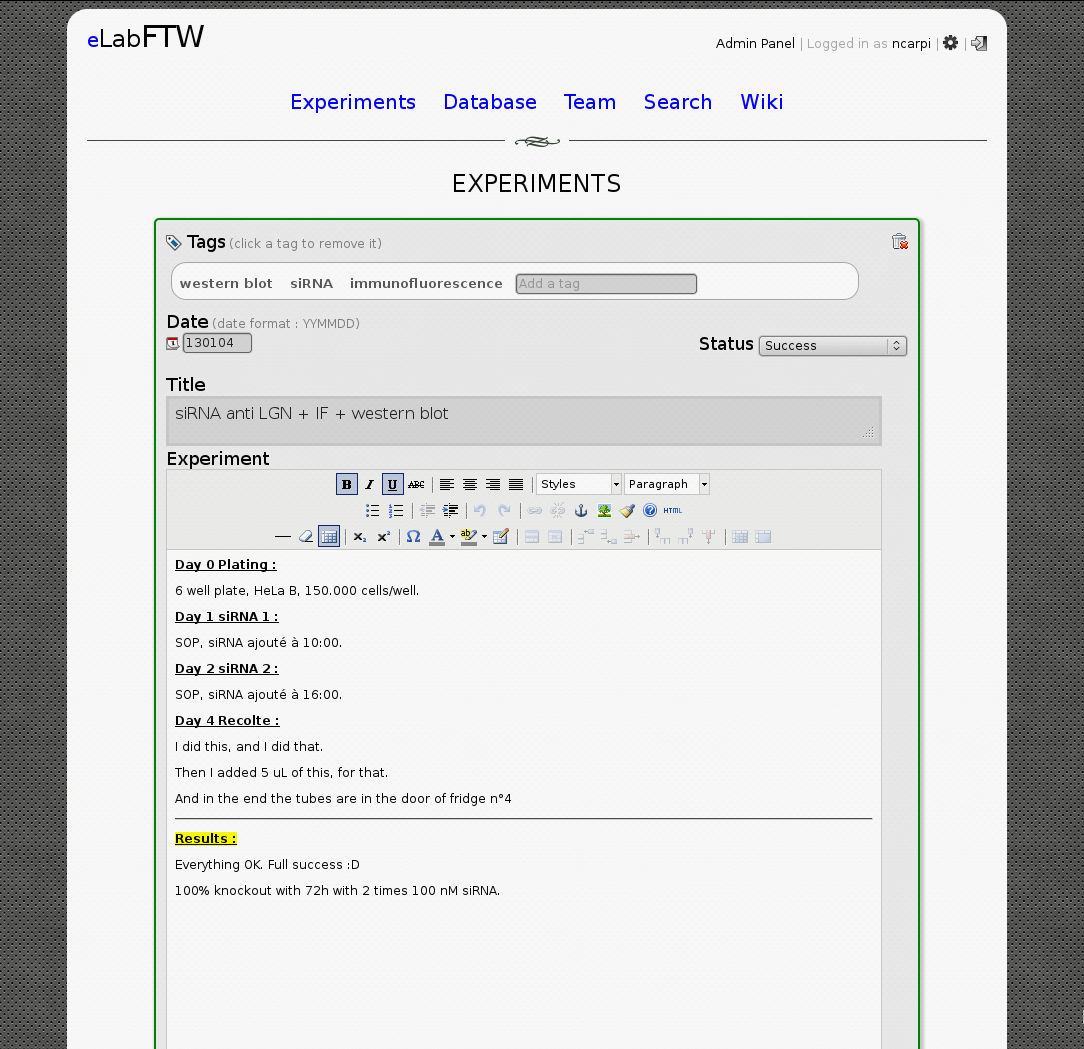 eLabFTW
Admin Panel | Logged in as ncarpi | |
Experiments Database Team Search Wiki
EXPERIMENTS
Tags (click a tag to remove it)
western blot siRNA immunofluorescence Add a tag
Date (date format : YYMMDD)
130104
Status Success
Title
siRNA anti LGN + IF + western blot
Experiment
B I U ABC Styles Paragraph
HTML
x₂ x² Ω A ab
Day 0 Plating :
6 well plate, HeLa B, 150.000 cells/well.
Day 1 siRNA 1 :
SOP, siRNA ajouté à 10:00.
Day 2 siRNA 2 :
SOP, siRNA ajouté à 16:00.
Day 4 Recolte :
I did this, and I did that.
Then I added 5 uL of this, for that.
And in the end the tubes are in the door of fridge n°4
Results :
Everything OK. Full success :D
100% knockout with 72h with 2 times 100 nM siRNA.